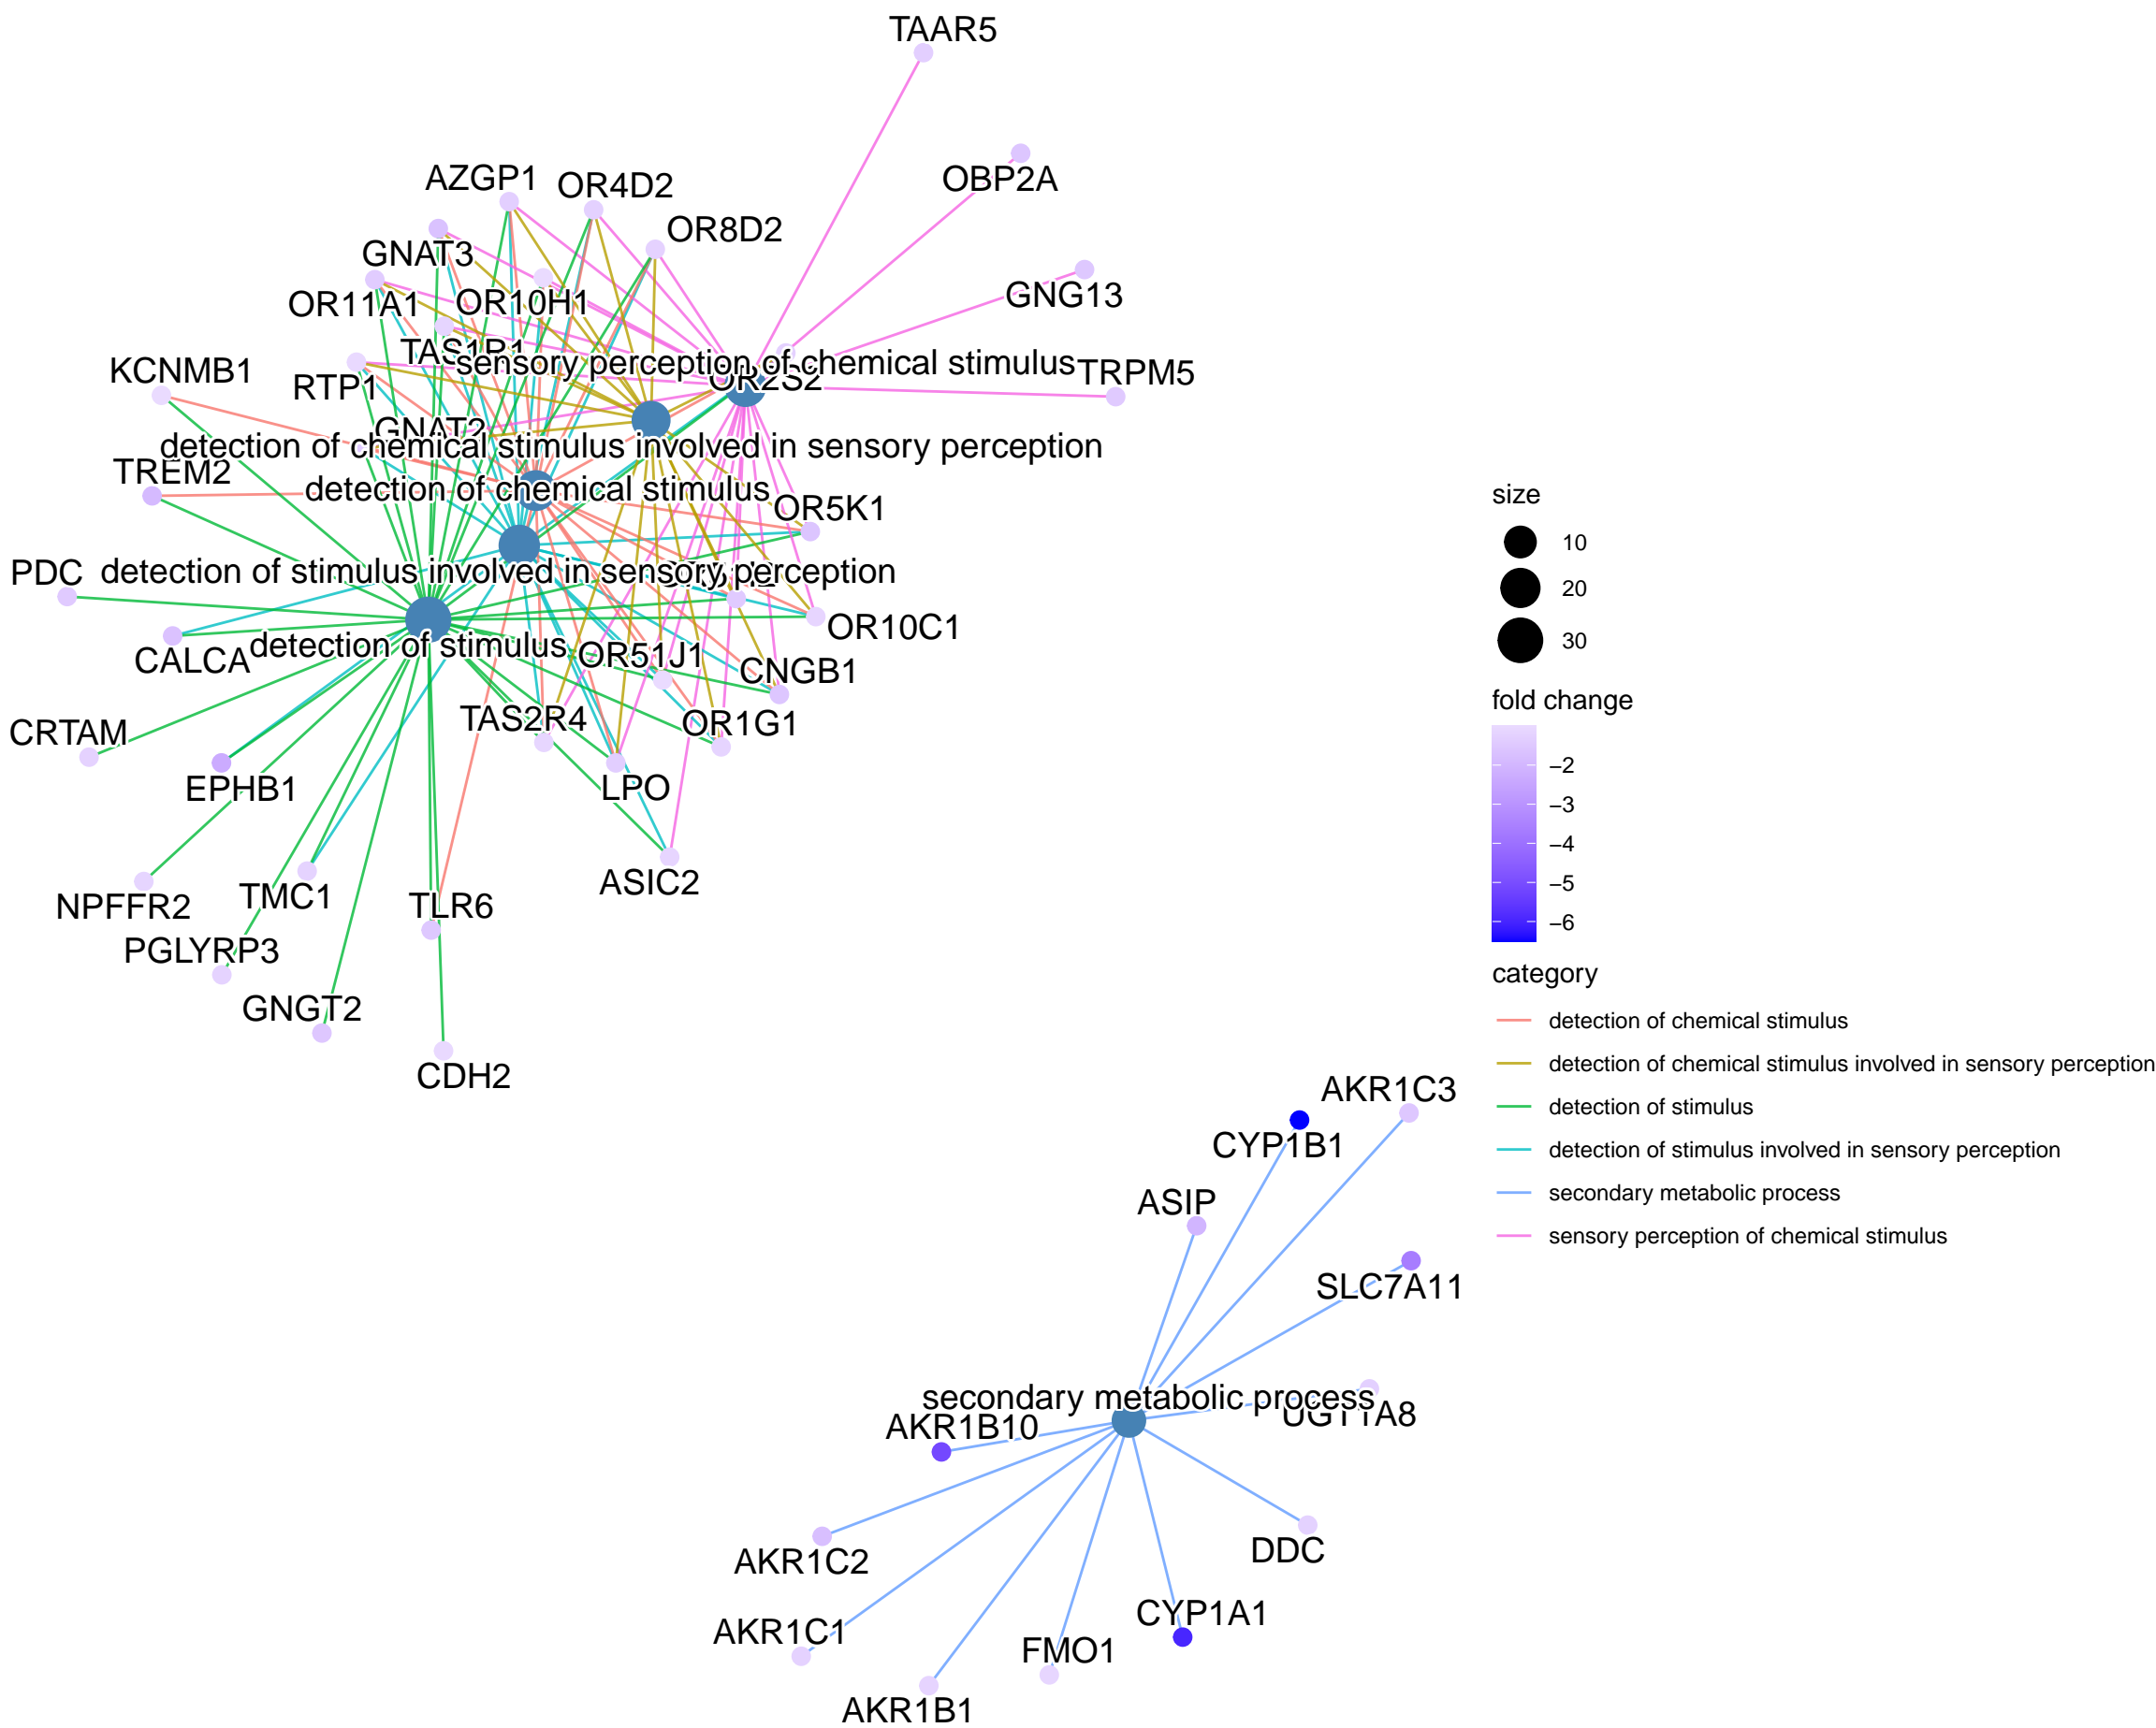 TAAR5
OBP2A
AZGP1
OR4D2
OR8D2
GNAT3
GNG13
OR11A1
OR10H1
TAS1R1
sensory perception of chemical stimulus
KCNMB1
RTP1
OR2S2
TRPM5
GNAT2
detection of chemical stimulus involved in sensory perception
TREM2
detection of chemical stimulus
OR5K1
PDC
detection of stimulus involved in sensory perception
OR10C1
CALCA
detection of stimulus
OR51J1
CNGB1
CRTAM
TAS2R4
OR1G1
EPHB1
LPO
ASIC2
NPFFR2
TMC1
TLR6
PGLYRP3
GNGT2
CDH2
AKR1C3
CYP1B1
ASIP
SLC7A11
secondary metabolic process
UGT1A8
AKR1B10
DDC
AKR1C2
CYP1A1
AKR1C1
FMO1
AKR1B1
size
10
20
30
fold change
−2
−3
−4
−5
−6
category
detection of chemical stimulus
detection of chemical stimulus involved in sensory perception
detection of stimulus
detection of stimulus involved in sensory perception
secondary metabolic process
sensory perception of chemical stimulus